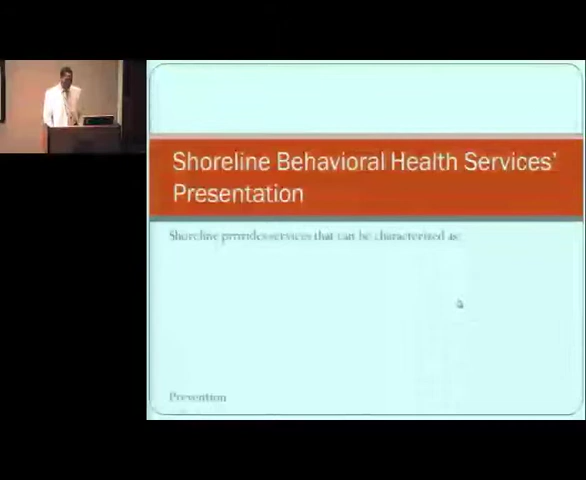 Shoreline Behavioral Health Services'
Presentation
Shoreline provides services that can be characterized as:
Prevention